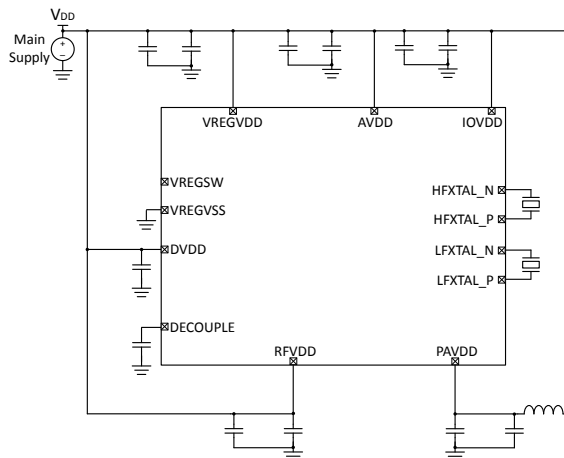 VDD
Main
Supply
+
–
VREGVDD
AVDD
IOVDD
VREGSW
VREGVSS
DVDD
DECOUPLE
HFXTAL_N
HFXTAL_P
LFXTAL_N
LFXTAL_P
RFVDD
PAVDD